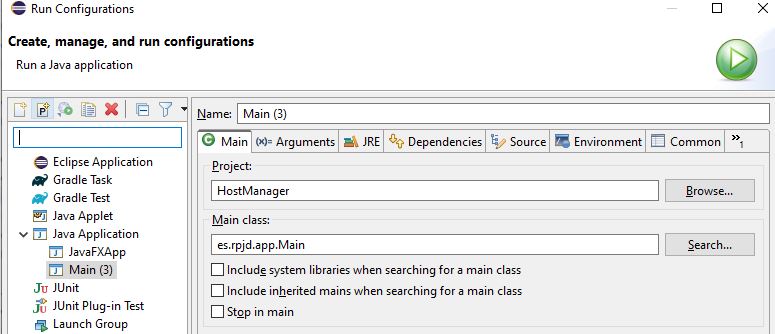 Run Configurations
Create, manage, and run configurations
Run a Java application
Name: Main (3)
Eclipse Application
Gradle Task
Gradle Test
Java Applet
Java Application
JavaFXApp
Main (3)
JUnit
JUnit Plug-in Test
Launch Group
Main (x)= Arguments JRE Dependencies Source Environment Common »1
Project:
HostManager Browse...
Main class:
es.rpjd.app.Main Search...
Include system libraries when searching for a main class
Include inherited mains when searching for a main class
Stop in main